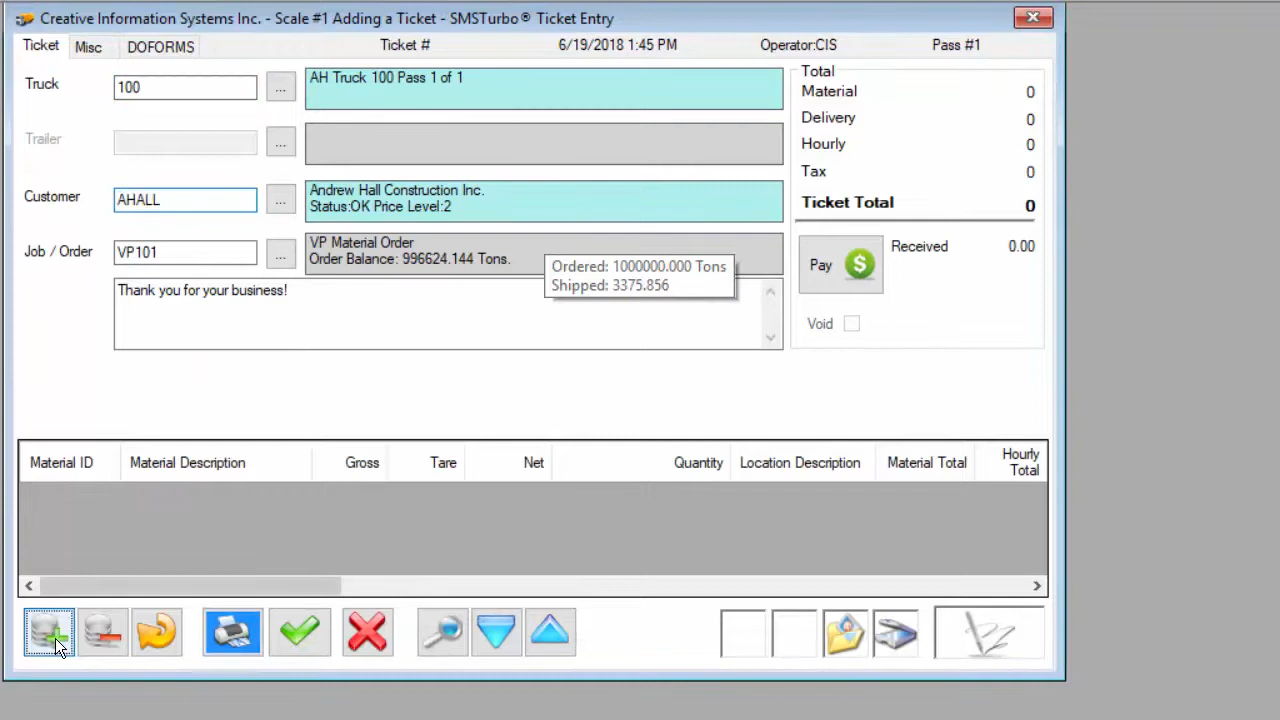 Creative Information Systems Inc. - Scale #1 Adding a Ticket - SMSTurbo® Ticket Entry
Ticket Misc DOFORMS Ticket # 6/19/2018 1:45 PM Operator:CIS Pass #1
Truck 100 ... AH Truck 100 Pass 1 of 1
Trailer ...
Customer AHALL ... Andrew Hall Construction Inc.
Status:OK Price Level:2
Job / Order VP101 ... VP Material Order
Order Balance: 996624.144 Tons.
Ordered: 1000000.000 Tons
Shipped: 3375.856
Thank you for your business!
Total
Material 0
Delivery 0
Hourly 0
Tax 0
Ticket Total 0
Pay $ Received 0.00
Void
Material ID Material Description Gross Tare Net Quantity Location Description Material Total Hourly
Total